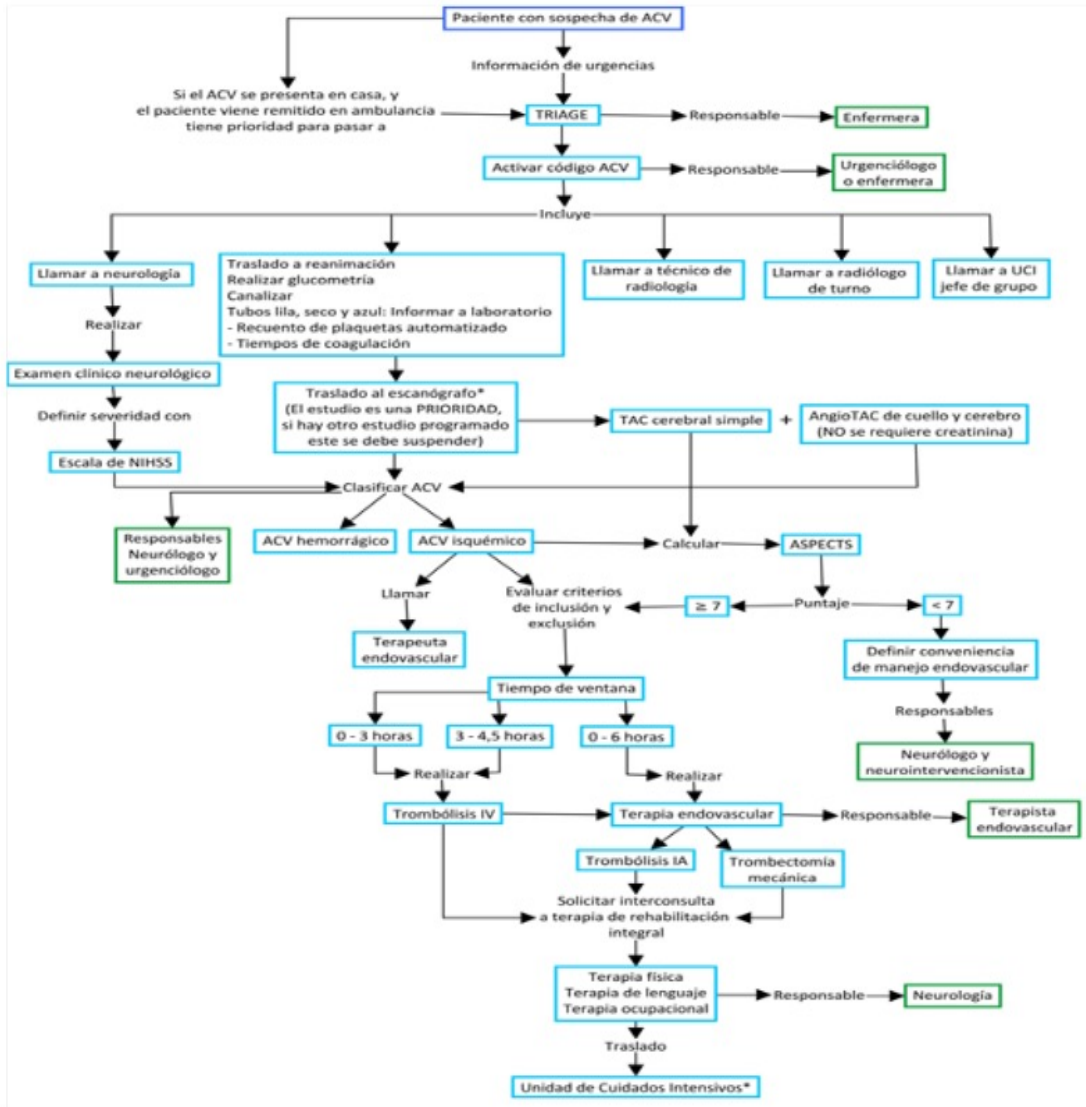 Paciente con sospecha de ACV
Información de urgencias
Si el ACV se presenta en casa, y
el paciente viene remitido en ambulancia
tiene prioridad para pasar a
TRIAGE
Responsable
Enfermera
Activar código ACV
Responsable
Urgenciólogo
o enfermera
Incluye
Llamar a neurología
Realizar
Examen clínico neurológico
Definir severidad con
Escala de NIHSS
Traslado a reanimación
Realizar glucometría
Canalizar
Tubos lila, seco y azul: Informar a laboratorio
- Recuento de plaquetas automatizado
- Tiempos de coagulación
Llamar a técnico de
radiología
Llamar a radiólogo
de turno
Llamar a UCI
jefe de grupo
Traslado al escanógrafo*
(El estudio es una PRIORIDAD,
si hay otro estudio programado
este se debe suspender)
TAC cerebral simple
+
AngioTAC de cuello y cerebro
(NO se requiere creatinina)
Clasificar ACV
Responsables
Neurólogo y
urgenciólogo
ACV hemorrágico
ACV isquémico
Calcular
ASPECTS
Puntaje
≥ 7
< 7
Llamar
Terapeuta
endovascular
Evaluar criterios
de inclusión y
exclusión
Definir conveniencia
de manejo endovascular
Responsables
Neurólogo y
neurointervencionista
Tiempo de ventana
0 - 3 horas
3 - 4,5 horas
0 - 6 horas
Realizar
Realizar
Trombólisis IV
Terapia endovascular
Responsable
Terapista
endovascular
Trombólisis IA
Trombectomía
mecánica
Solicitar interconsulta
a terapia de rehabilitación
integral
Terapia física
Terapia de lenguaje
Terapia ocupacional
Responsable
Neurología
Traslado
Unidad de Cuidados Intensivos*